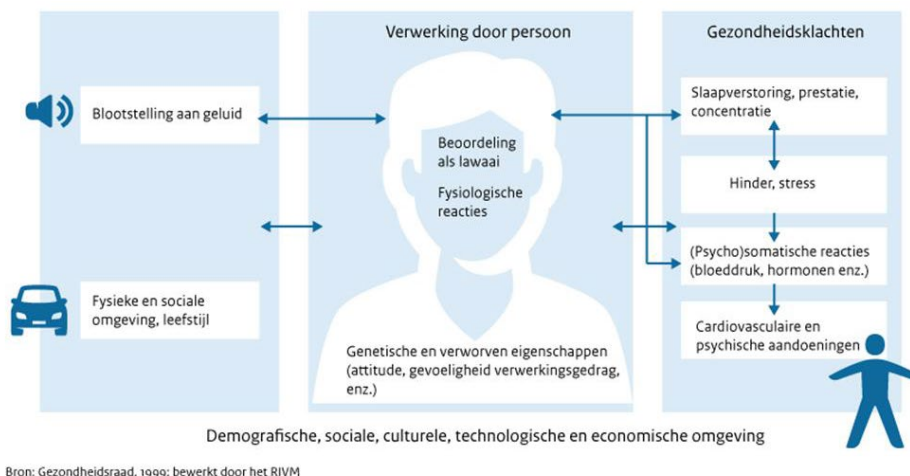 Verwerking door persoon
Gezondheidsklachten
Blootstelling aan geluid
Fysieke en sociale
omgeving, leefstijl
Beoordeling
als lawaai
Fysiologische
reacties
Genetische en verworven eigenschappen
(attitude, gevoeligheid verwerkingsgedrag,
enz.)
Slaapverstoring, prestatie,
concentratie
Hinder, stress
(Psycho)somatische reacties
(bloeddruk, hormonen enz.)
Cardiovasculaire en
psychische aandoeningen
Demografische, sociale, culturele, technologische en economische omgeving
Bron: Gezondheidsraad, 1999; bewerkt door het RIVM